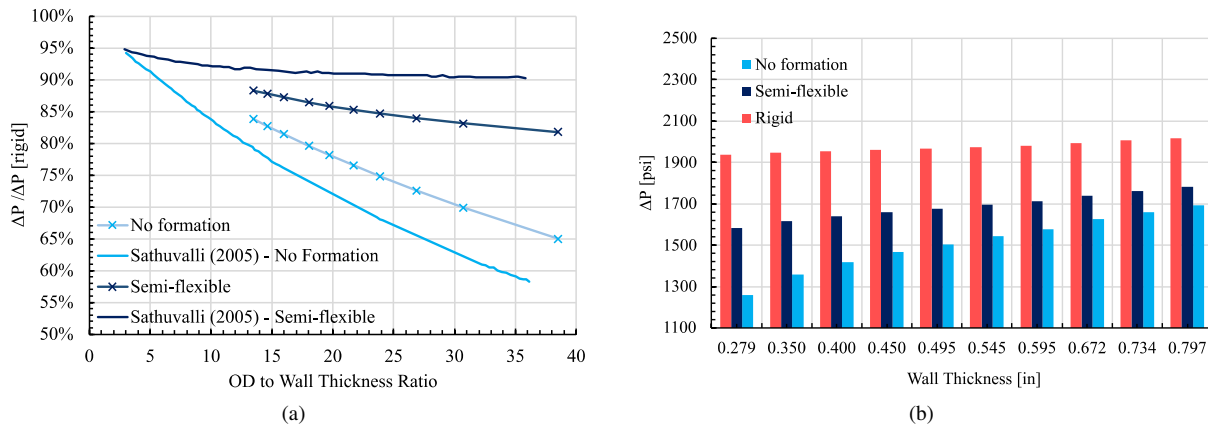 100%
95%
90%
85%
80%
75%
70%
65%
60%
55%
50%
ΔP /ΔP [rigid]
No formation
Sathuvalli (2005) - No Formation
Semi-flexible
Sathuvalli (2005) - Semi-flexible
0 5 10 15 20 25 30 35 40
OD to Wall Thickness Ratio
(a)
2500
2300
2100
1900
1700
1500
1300
1100
ΔP [psi]
No formation
Semi-flexible
Rigid
0.279 0.350 0.400 0.450 0.495 0.545 0.595 0.672 0.734 0.797
Wall Thickness [in]
(b)